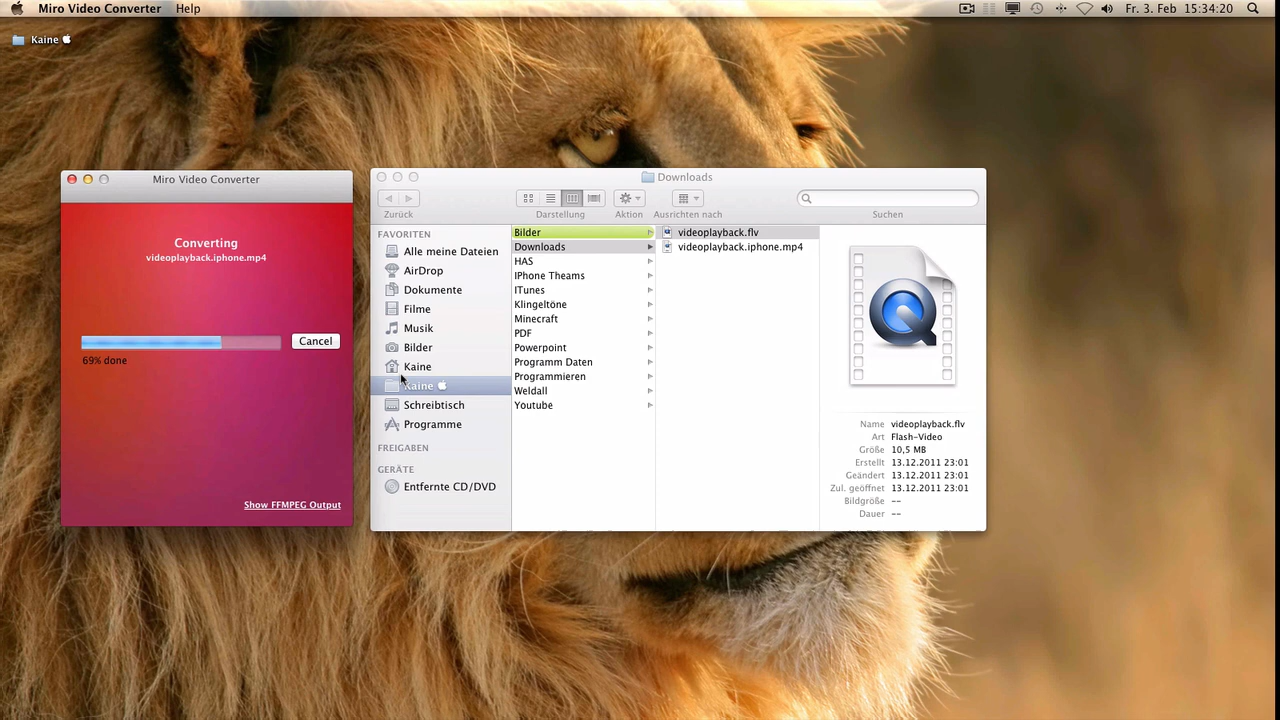 Miro Video Converter Help
Fr. 3. Feb 15:34:20
Kaine
Miro Video Converter
Converting
videoplayback.iphone.mp4
Cancel
69% done
Show FFMPEG Output
Downloads
Zurück
Darstellung
Aktion
Ausrichten nach
Suchen
FAVORITEN
Alle meine Dateien
AirDrop
Dokumente
Filme
Musik
Bilder
Kaine
Kaine
Schreibtisch
Programme
FREIGABEN
GERÄTE
Entfernte CD/DVD
Bilder
Downloads
HAS
IPhone Theams
ITunes
Klingeltöne
Minecraft
PDF
Powerpoint
Programm Daten
Programmieren
Weldall
Youtube
videoplayback.flv
videoplayback.iphone.mp4
Name videoplayback.flv
Art Flash-Video
Größe 10,5 MB
Erstellt 13.12.2011 23:01
Geändert 13.12.2011 23:01
Zul. geöffnet 13.12.2011 23:01
Bildgröße --
Dauer --